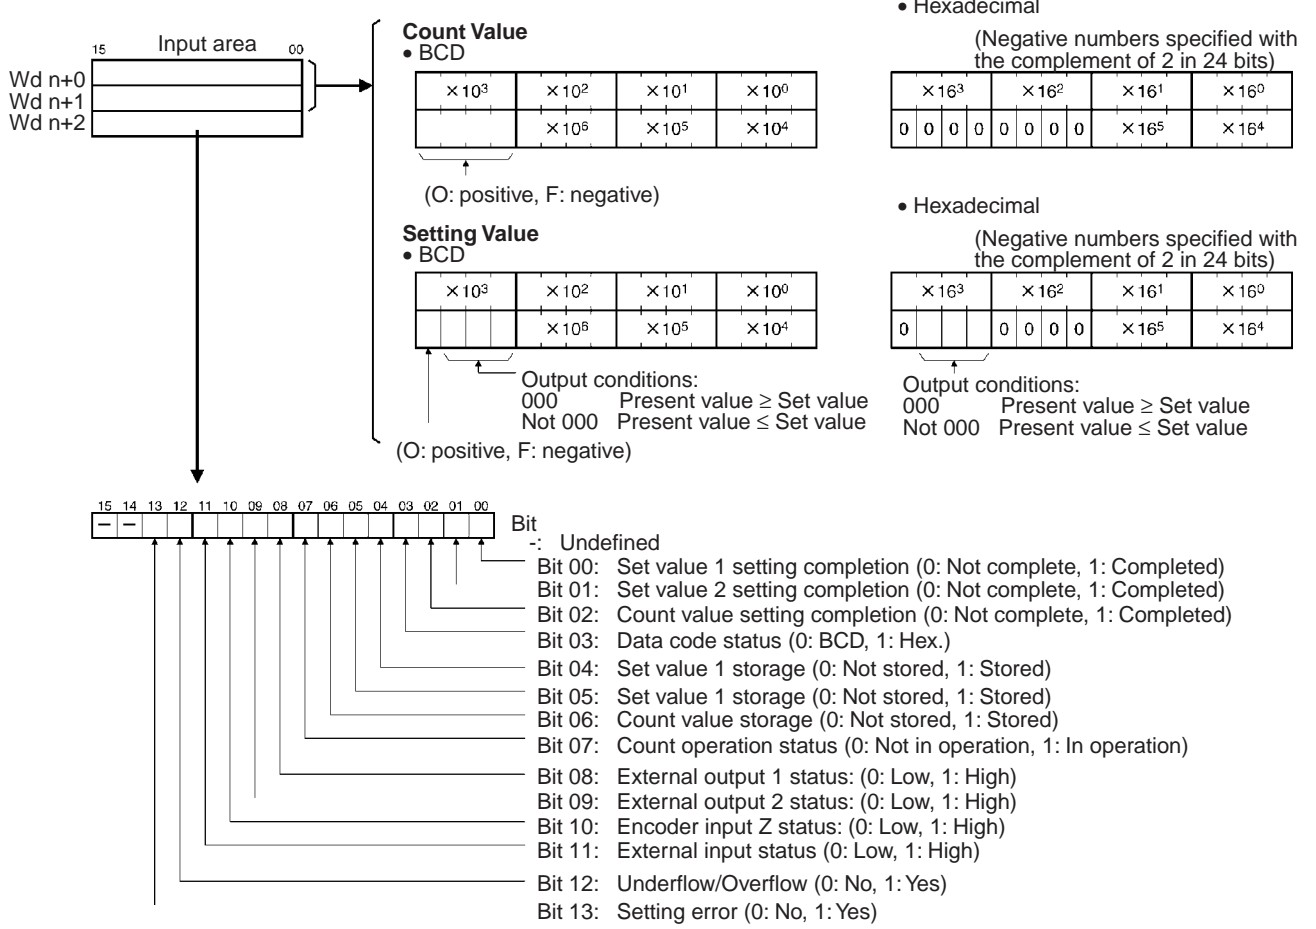 15 Input area 00
Wd n+0
Wd n+1
Wd n+2
Count Value
• BCD
×10³ ×10² ×10¹ ×10⁰
×10⁶ ×10⁵ ×10⁴
(O: positive, F: negative)
• Hexadecimal
(Negative numbers specified with
the complement of 2 in 24 bits)
×16³ ×16² ×16¹ ×16⁰
0 0 0 0 0 0 0 0 ×16⁵ ×16⁴
Setting Value
• BCD
×10³ ×10² ×10¹ ×10⁰
×10⁶ ×10⁵ ×10⁴
Output conditions:
000 Present value ≥ Set value
Not 000 Present value ≤ Set value
(O: positive, F: negative)
• Hexadecimal
(Negative numbers specified with
the complement of 2 in 24 bits)
×16³ ×16² ×16¹ ×16⁰
0 0 0 0 0 ×16⁵ ×16⁴
Output conditions:
000 Present value ≥ Set value
Not 000 Present value ≤ Set value
15 14 13 12 11 10 09 08 07 06 05 04 03 02 01 00
– – Bit
-: Undefined
Bit 00: Set value 1 setting completion (0: Not complete, 1: Completed)
Bit 01: Set value 2 setting completion (0: Not complete, 1: Completed)
Bit 02: Count value setting completion (0: Not complete, 1: Completed)
Bit 03: Data code status (0: BCD, 1: Hex.)
Bit 04: Set value 1 storage (0: Not stored, 1: Stored)
Bit 05: Set value 1 storage (0: Not stored, 1: Stored)
Bit 06: Count value storage (0: Not stored, 1: Stored)
Bit 07: Count operation status (0: Not in operation, 1: In operation)
Bit 08: External output 1 status: (0: Low, 1: High)
Bit 09: External output 2 status: (0: Low, 1: High)
Bit 10: Encoder input Z status: (0: Low, 1: High)
Bit 11: External input status (0: Low, 1: High)
Bit 12: Underflow/Overflow (0: No, 1: Yes)
Bit 13: Setting error (0: No, 1: Yes)